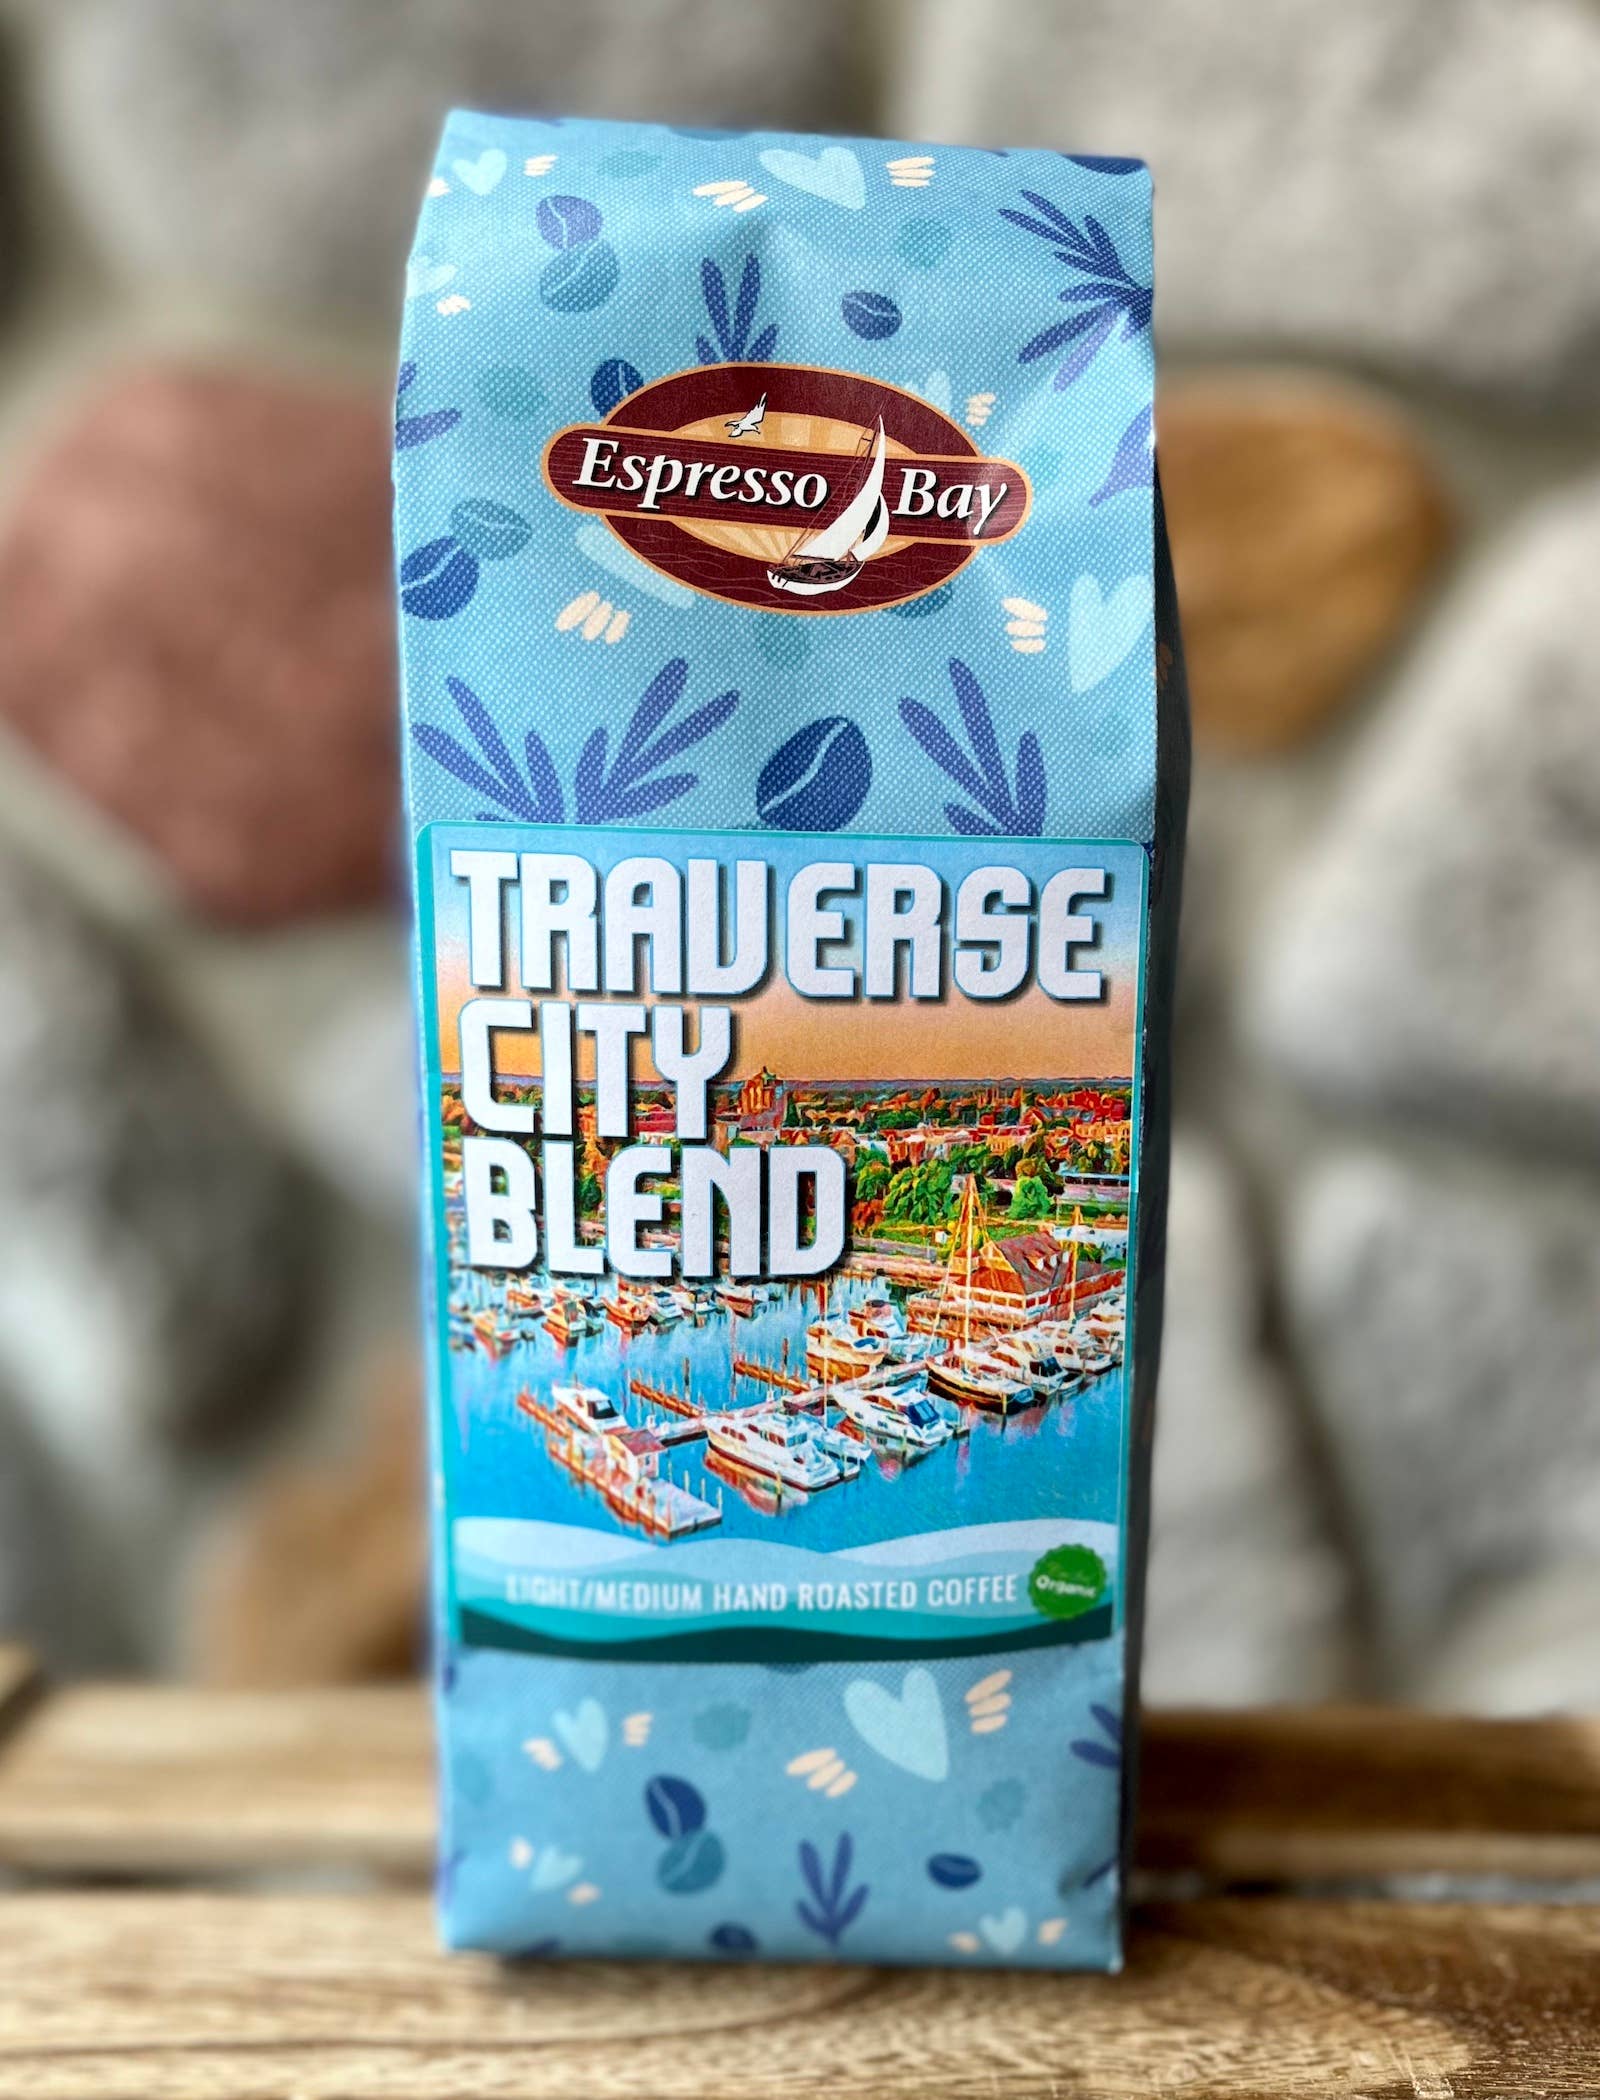 Espresso Bay
TRAVERSE
CITY
BLEND
LIGHT/MEDIUM HAND ROASTED COFFEE
Organic